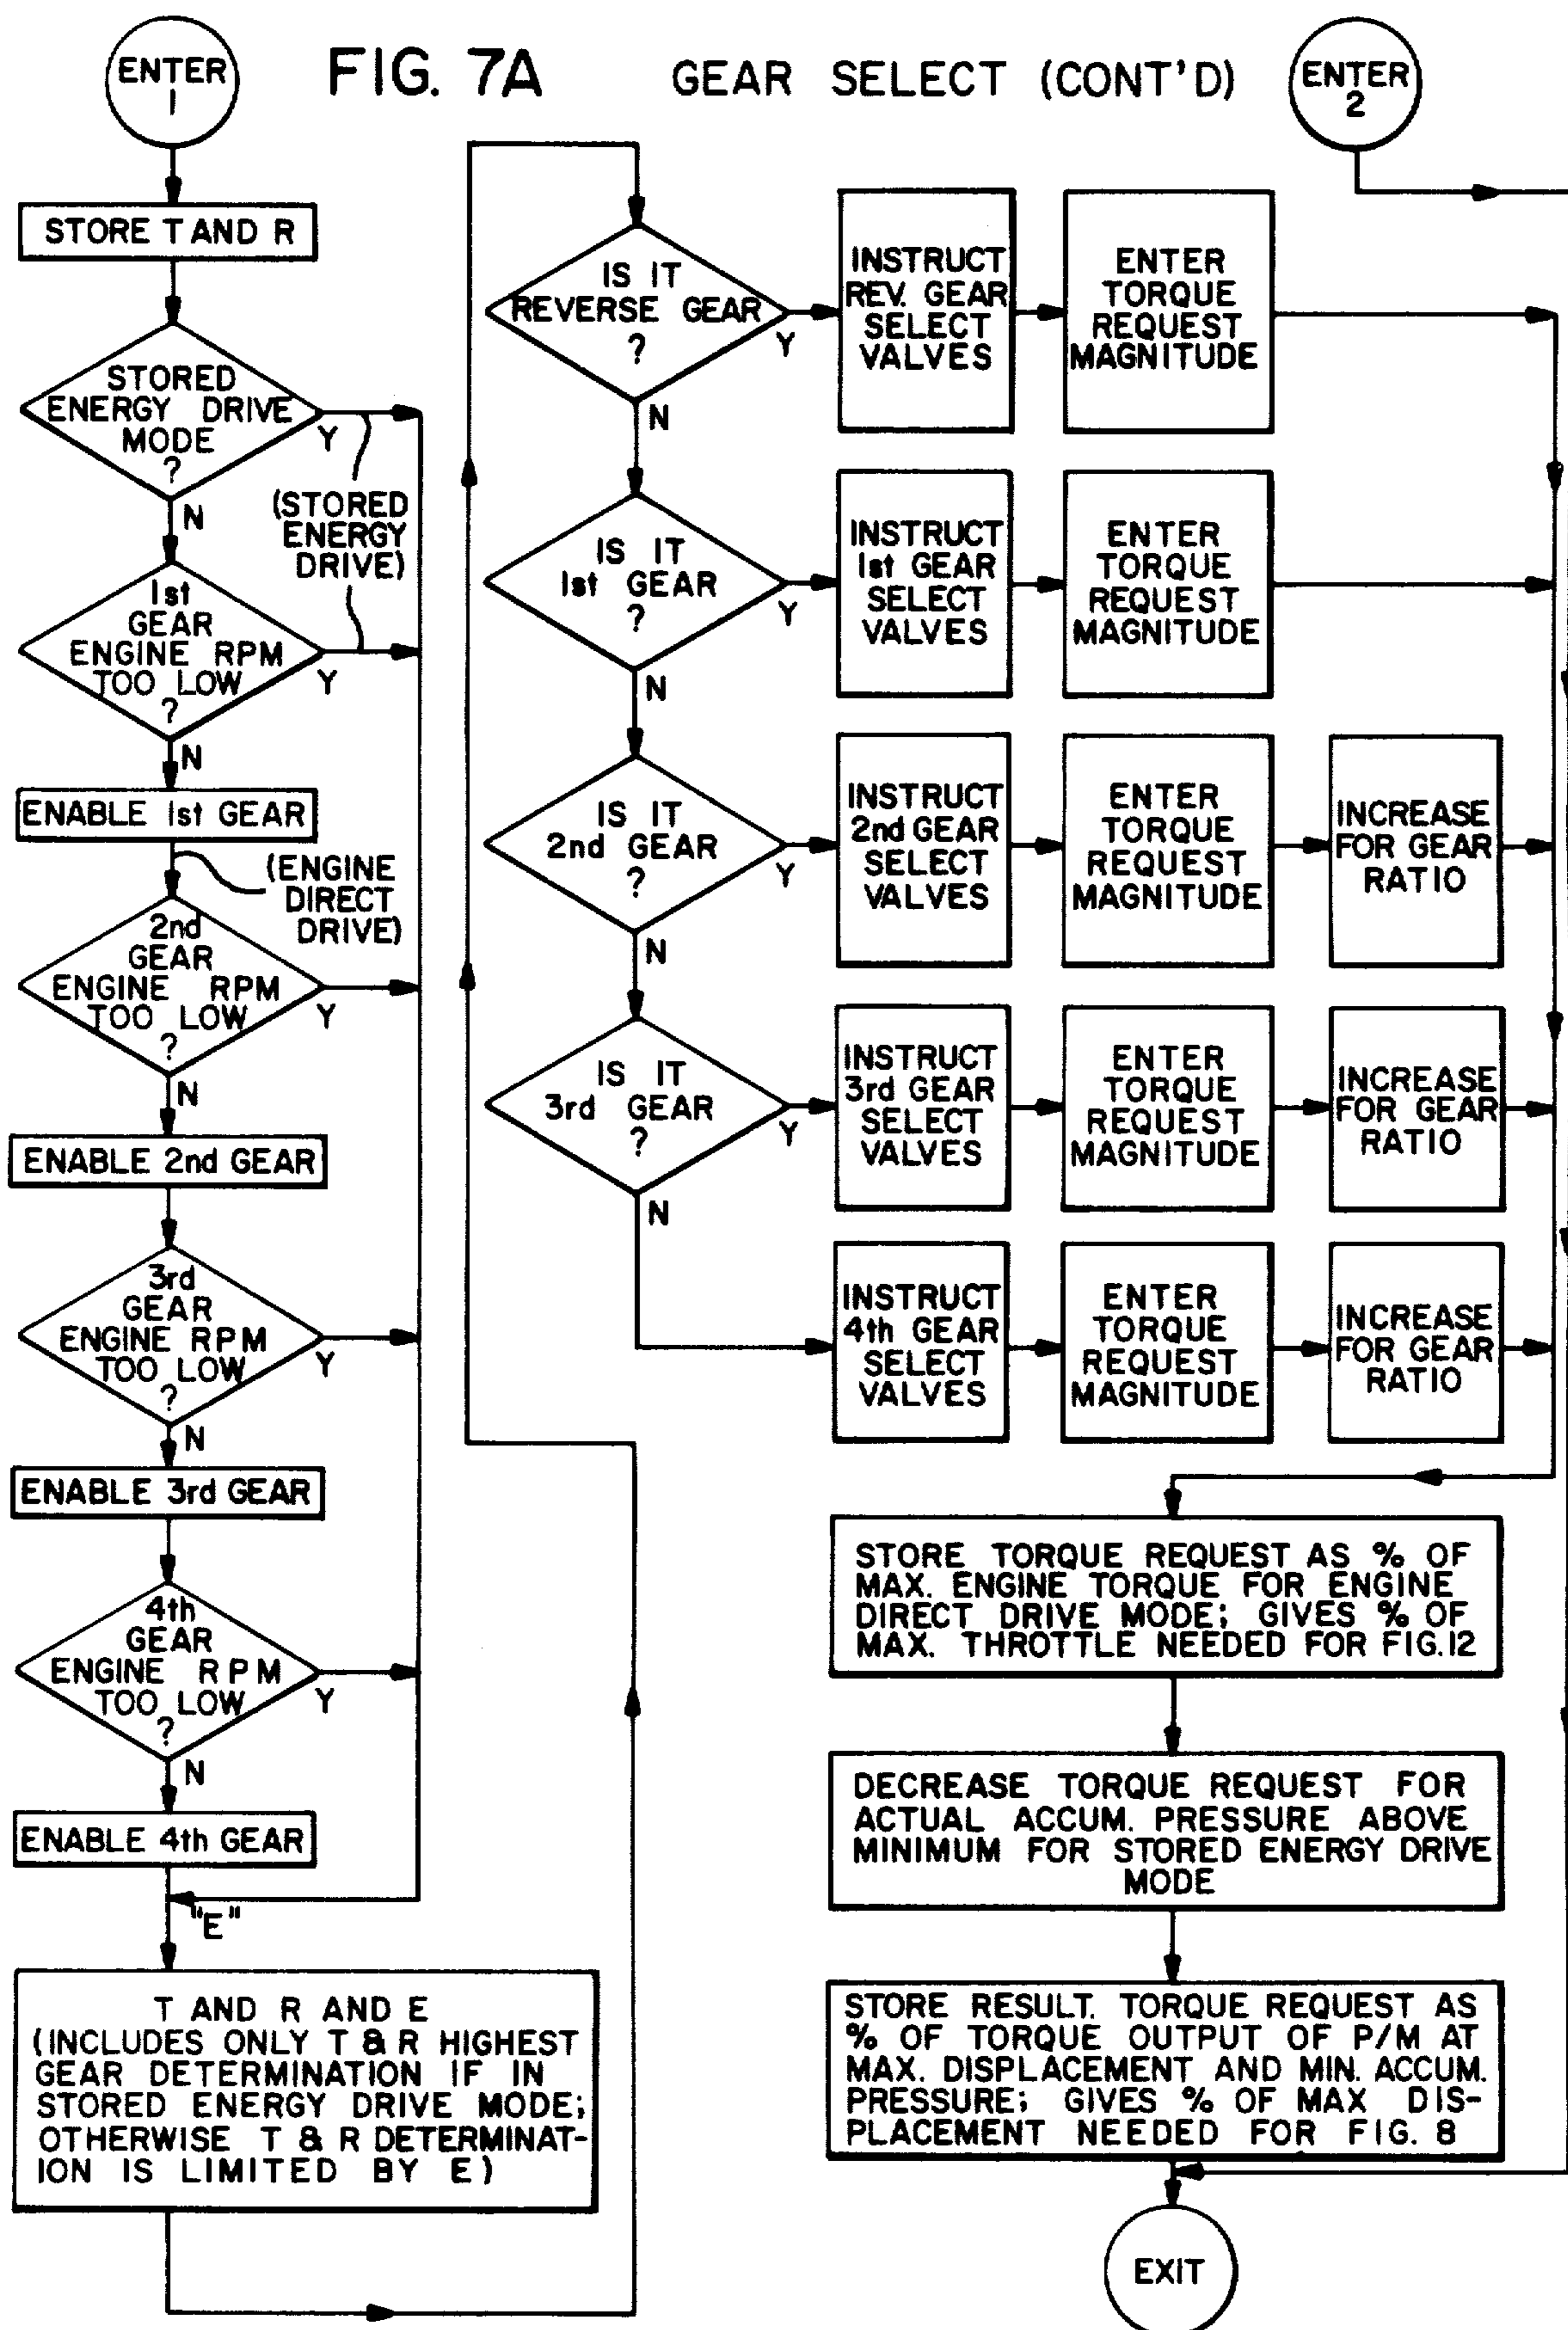 ENTER
1
FIG. 7A
GEAR SELECT (CONT'D)
ENTER
2
STORE T AND R
STORED
ENERGY DRIVE
MODE
?
Y
N
(STORED
ENERGY
DRIVE)
1st
GEAR
ENGINE RPM
TOO LOW
?
Y
N
ENABLE 1st GEAR
(ENGINE
DIRECT
DRIVE)
2nd
GEAR
ENGINE RPM
TOO LOW
?
Y
N
ENABLE 2nd GEAR
3rd
GEAR
ENGINE RPM
TOO LOW
?
Y
N
ENABLE 3rd GEAR
4th
GEAR
ENGINE RPM
TOO LOW
?
Y
N
ENABLE 4th GEAR
"E"
T AND R AND E
(INCLUDES ONLY T & R HIGHEST
GEAR DETERMINATION IF IN
STORED ENERGY DRIVE MODE;
OTHERWISE T & R DETERMINAT-
ION IS LIMITED BY E)
IS IT
REVERSE GEAR
?
Y
N
INSTRUCT
REV. GEAR
SELECT
VALVES
ENTER
TORQUE
REQUEST
MAGNITUDE
IS IT
1st GEAR
?
Y
N
INSTRUCT
1st GEAR
SELECT
VALVES
ENTER
TORQUE
REQUEST
MAGNITUDE
IS IT
2nd GEAR
?
Y
N
INSTRUCT
2nd GEAR
SELECT
VALVES
ENTER
TORQUE
REQUEST
MAGNITUDE
INCREASE
FOR GEAR
RATIO
IS IT
3rd GEAR
?
Y
N
INSTRUCT
3rd GEAR
SELECT
VALVES
ENTER
TORQUE
REQUEST
MAGNITUDE
INCREASE
FOR GEAR
RATIO
INSTRUCT
4th GEAR
SELECT
VALVES
ENTER
TORQUE
REQUEST
MAGNITUDE
INCREASE
FOR GEAR
RATIO
STORE TORQUE REQUEST AS % OF
MAX. ENGINE TORQUE FOR ENGINE
DIRECT DRIVE MODE; GIVES % OF
MAX. THROTTLE NEEDED FOR FIG.12
DECREASE TORQUE REQUEST FOR
ACTUAL ACCUM. PRESSURE ABOVE
MINIMUM FOR STORED ENERGY DRIVE
MODE
STORE RESULT. TORQUE REQUEST AS
% OF TORQUE OUTPUT OF P/M AT
MAX. DISPLACEMENT AND MIN. ACCUM.
PRESSURE; GIVES % OF MAX DIS-
PLACEMENT NEEDED FOR FIG. 8
EXIT